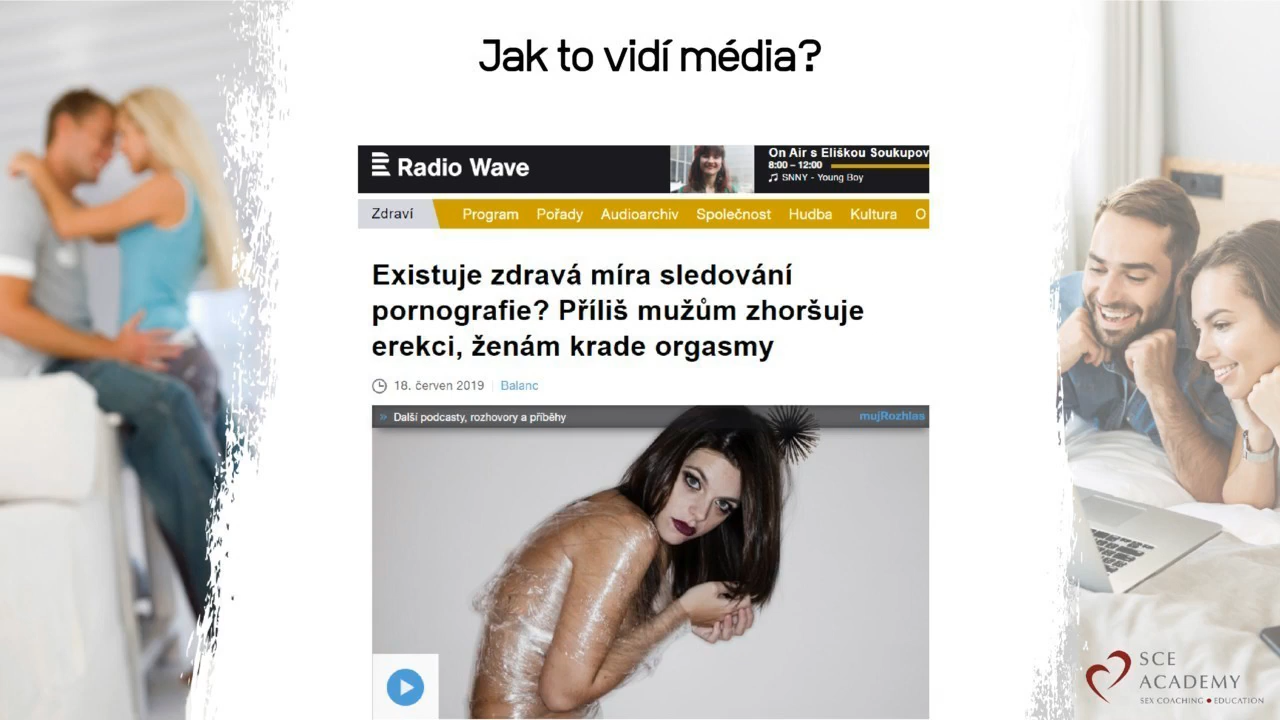 Jak to vidí média?
Radio Wave
On Air s Eliškou Soukupov
8:00 – 12:00
SNNY - Young Boy
Zdraví Program Pořady Audioarchiv Společnost Hudba Kultura O
Existuje zdravá míra sledování
pornografie? Příliš mužům zhoršuje
erekci, ženám krade orgasmy
18. červen 2019 | Balanc
» Další podcasty, rozhovory a příběhy mujRozhlas
SCE
ACADEMY
SEX COACHING • EDUCATION